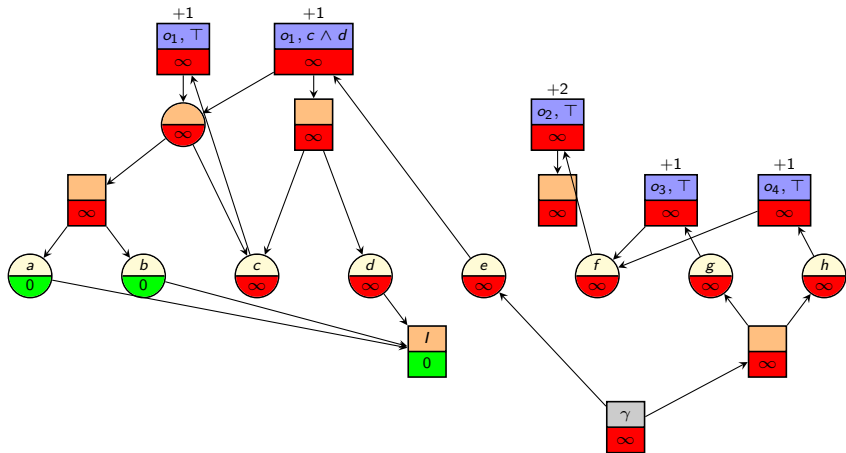 +1 +1
o₁, ⊤ o₁, c ∧ d
∞ ∞
+2
o₂, ⊤
∞ ∞ ∞
+1 +1
o₃, ⊤ o₄, ⊤
∞ ∞ ∞ ∞
a b c d e f g h
0 0 ∞ ∞ ∞ ∞ ∞ ∞
I
0 ∞
γ
∞